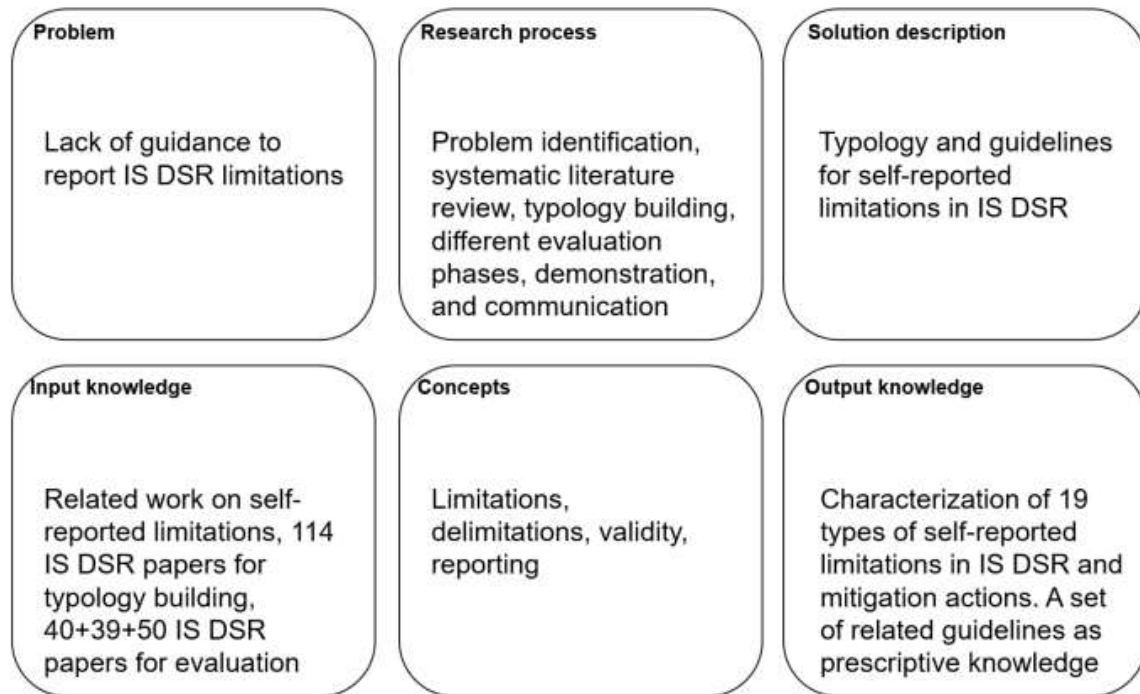 Problem
Lack of guidance to
report IS DSR limitations
Research process
Problem identification,
systematic literature
review, typology building,
different evaluation
phases, demonstration,
and communication
Solution description
Typology and guidelines
for self-reported
limitations in IS DSR
Input knowledge
Related work on self-
reported limitations, 114
IS DSR papers for
typology building,
40+39+50 IS DSR
papers for evaluation
Concepts
Limitations,
delimitations, validity,
reporting
Output knowledge
Characterization of 19
types of self-reported
limitations in IS DSR and
mitigation actions. A set
of related guidelines as
prescriptive knowledge